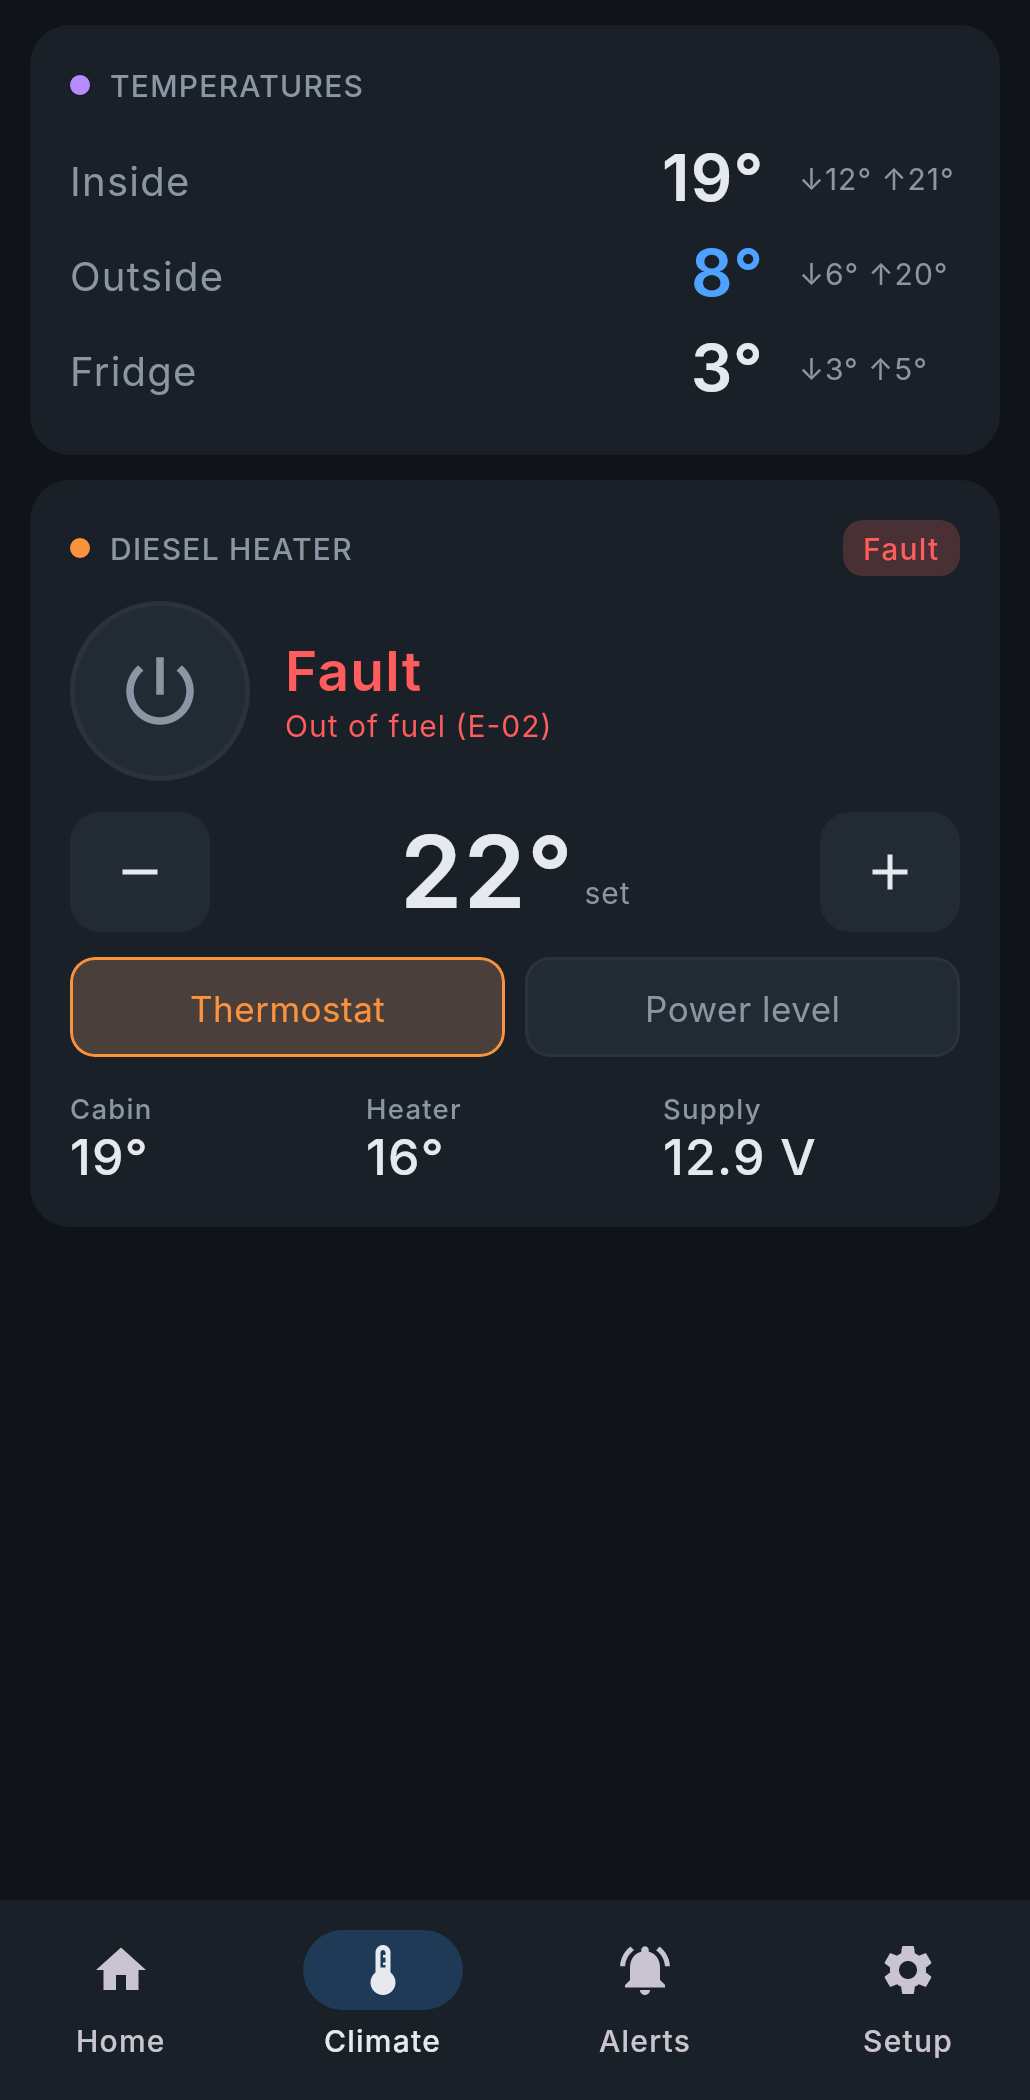 TEMPERATURES
Inside 19° ↓12° ↑21°
Outside 8° ↓6° ↑20°
Fridge 3° ↓3° ↑5°
DIESEL HEATER Fault
Fault
Out of fuel (E-02)
22° set
Thermostat Power level
Cabin Heater Supply
19° 16° 12.9 V
Home Climate Alerts Setup